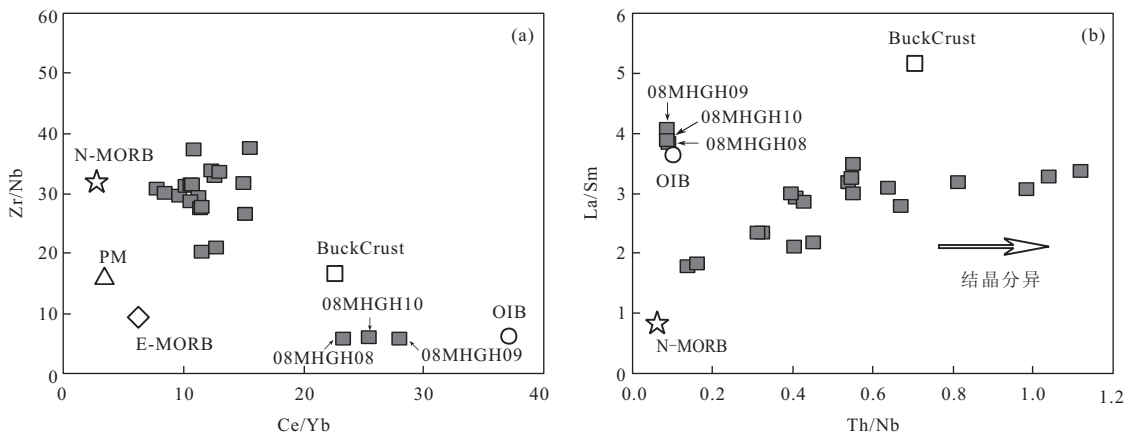 60
50
40
30
20
10
0
Zr/Nb
(a)
N-MORB
PM
E-MORB
BuckCrust
08MHGH10
OIB
08MHGH08
08MHGH09
0
10
20
30
40
Ce/Yb
6
5
4
3
2
1
0
La/Sm
(b)
BuckCrust
08MHGH09
08MHGH10
08MHGH08
OIB
结晶分异
N-MORB
0.0
0.2
0.4
0.6
0.8
1.0
1.2
Th/Nb